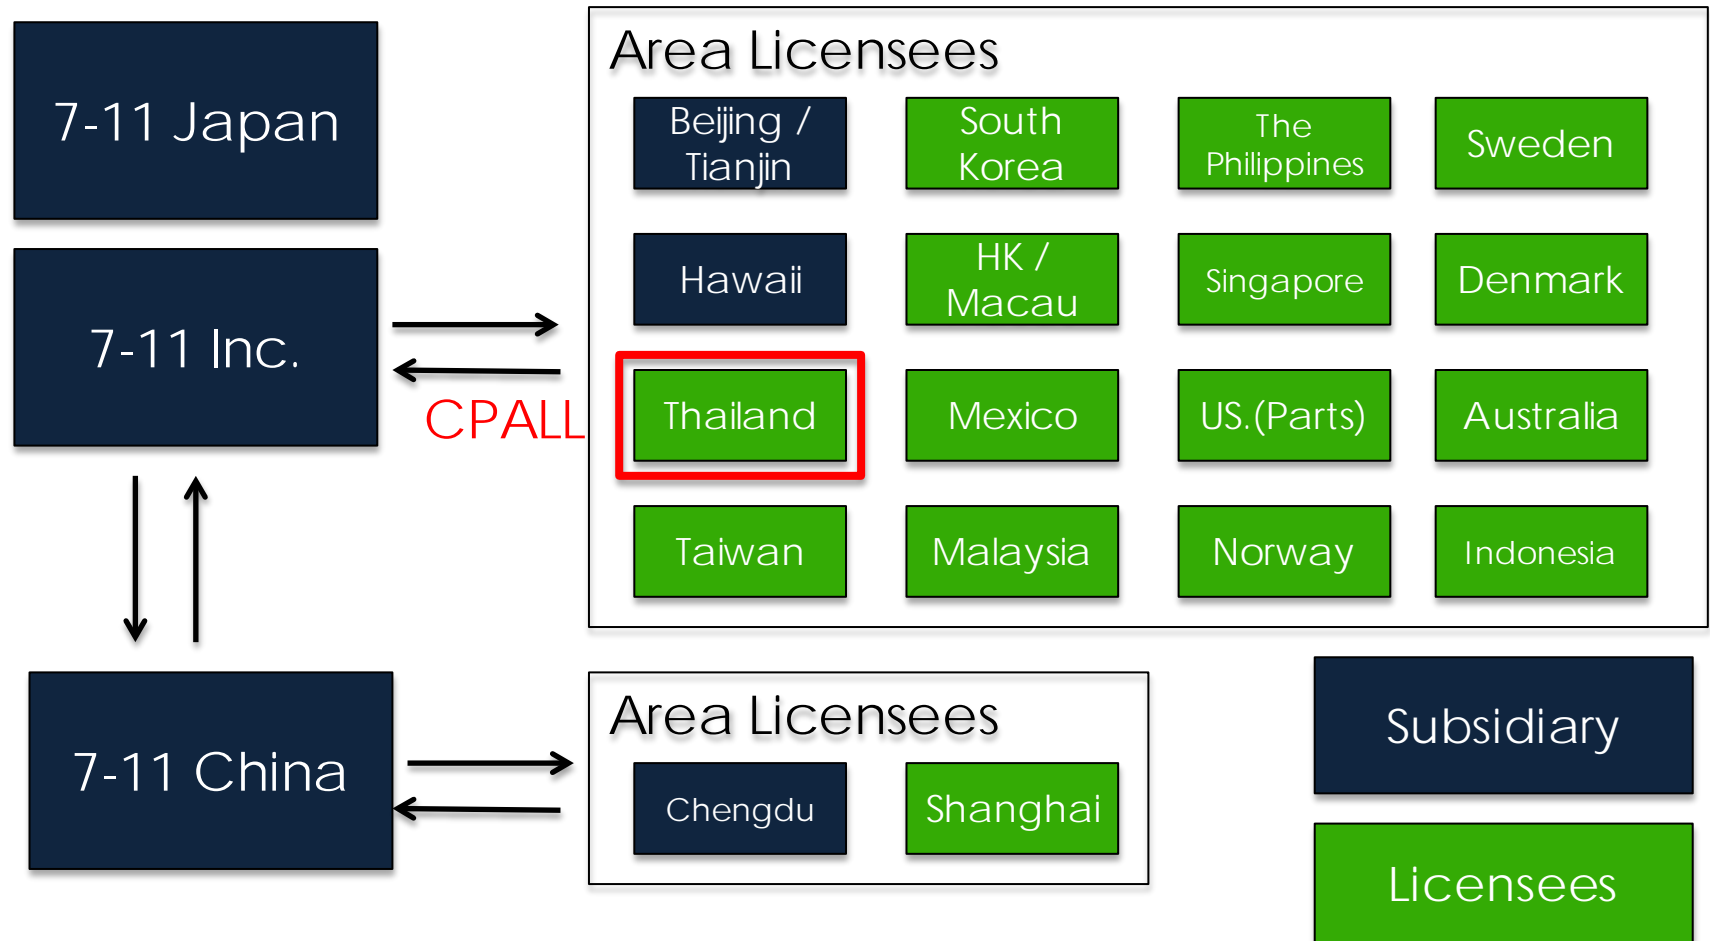 7-11 Japan
7-11 Inc.
CPALL
Area Licensees
Beijing /
Tianjin
South
Korea
The
Philippines
Sweden
Hawaii
HK /
Macau
Singapore
Denmark
Thailand
Mexico
US.(Parts)
Australia
Taiwan
Malaysia
Norway
Indonesia
7-11 China
Area Licensees
Chengdu
Shanghai
Subsidiary
Licensees